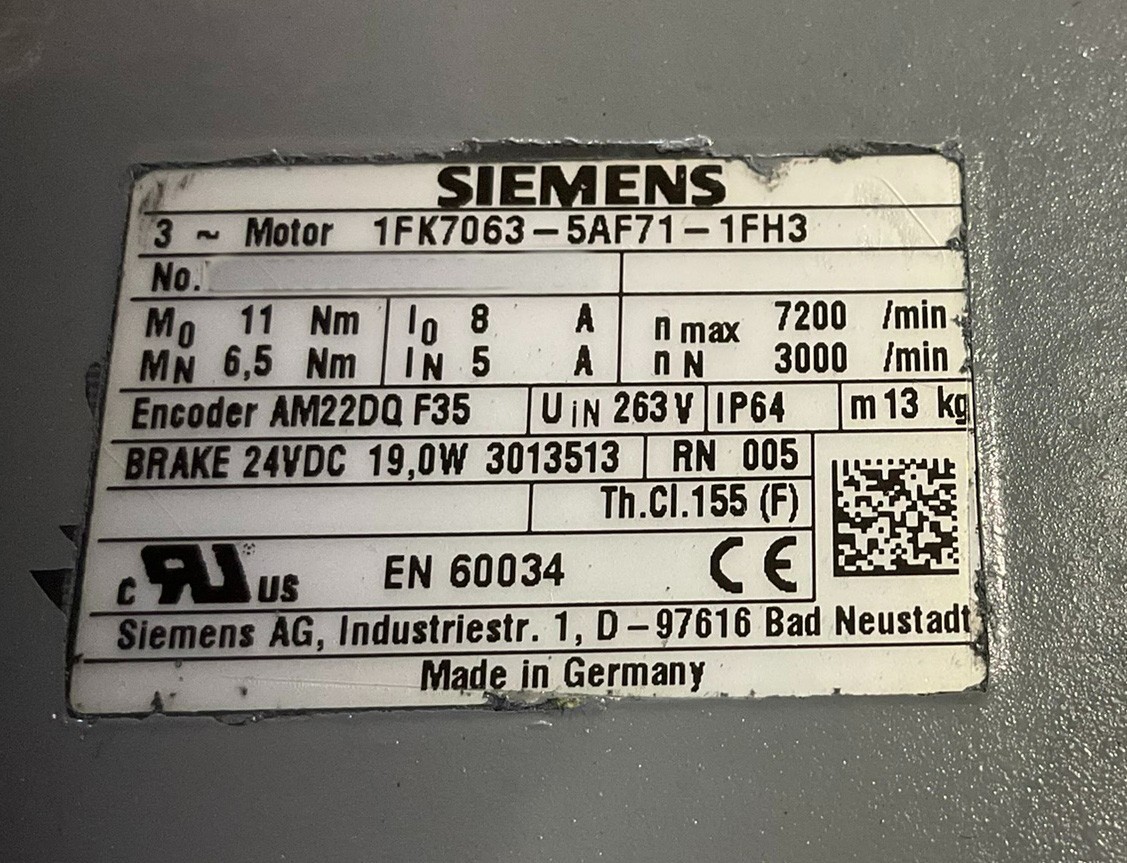 SIEMENS
3 ~ Motor 1FK7063-5AF71-1FH3
No.
M0 11 Nm I0 8 A n max 7200 /min
MN 6,5 Nm IN 5 A n N 3000 /min
Encoder AM22DQ F35 UIN 263 V IP64 m 13 kg
BRAKE 24VDC 19,0W 3013513 RN 005
Th.Cl.155 (F)
c RU US EN 60034 CE
Siemens AG, Industriestr. 1, D-97616 Bad Neustadt
Made in Germany